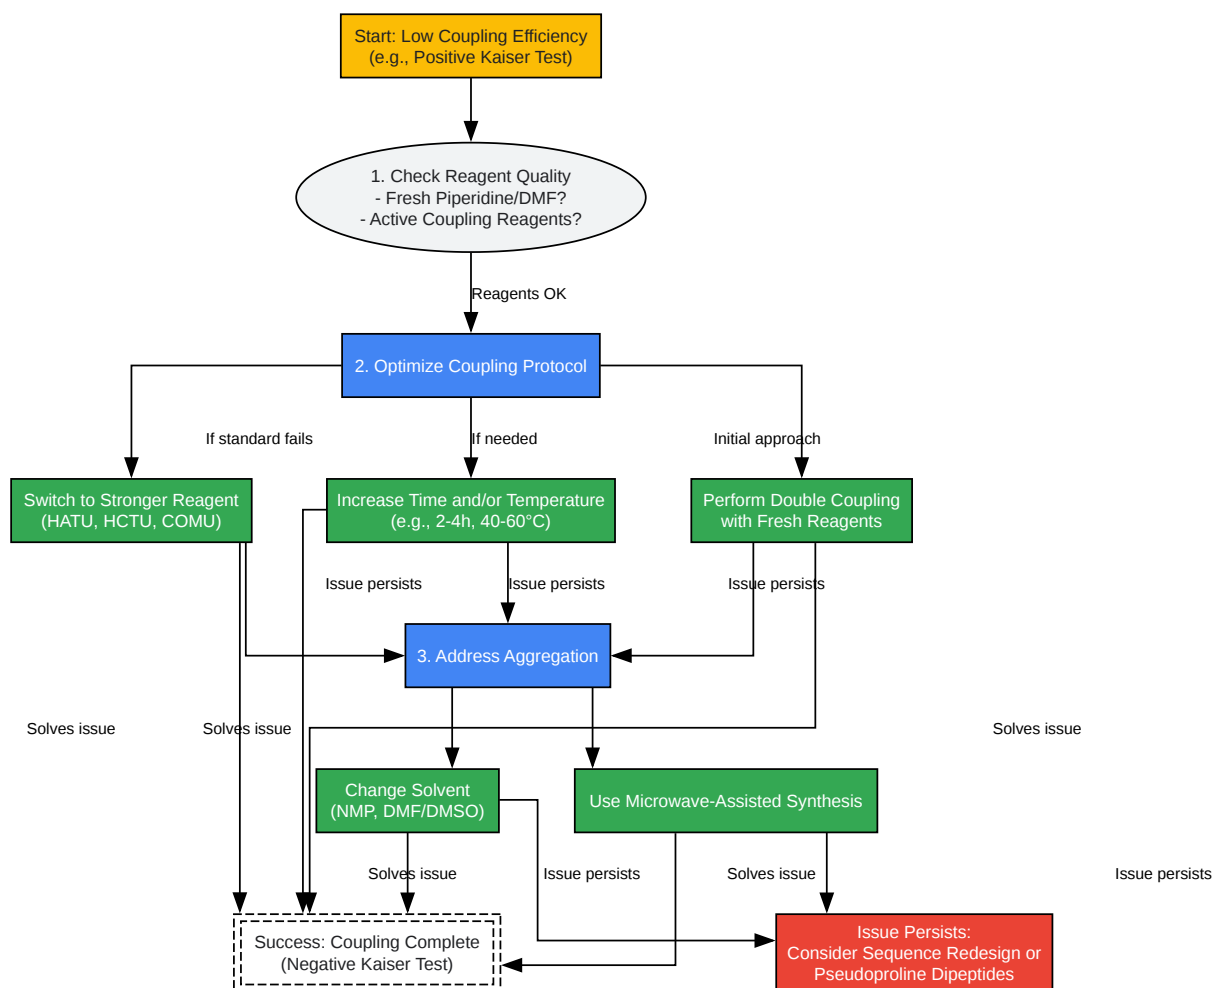 Start: Low Coupling Efficiency
(e.g., Positive Kaiser Test)
1. Check Reagent Quality
- Fresh Piperidine/DMF?
- Active Coupling Reagents?
Reagents OK
2. Optimize Coupling Protocol
If standard fails
If needed
Initial approach
Switch to Stronger Reagent
(HATU, HCTU, COMU)
Increase Time and/or Temperature
(e.g., 2-4h, 40-60°C)
Perform Double Coupling
with Fresh Reagents
Issue persists
Issue persists
Issue persists
3. Address Aggregation
Solves issue
Solves issue
Solves issue
Change Solvent
(NMP, DMF/DMSO)
Use Microwave-Assisted Synthesis
Solves issue
Issue persists
Solves issue
Issue persists
Success: Coupling Complete
(Negative Kaiser Test)
Issue Persists:
Consider Sequence Redesign or
Pseudoproline Dipeptides